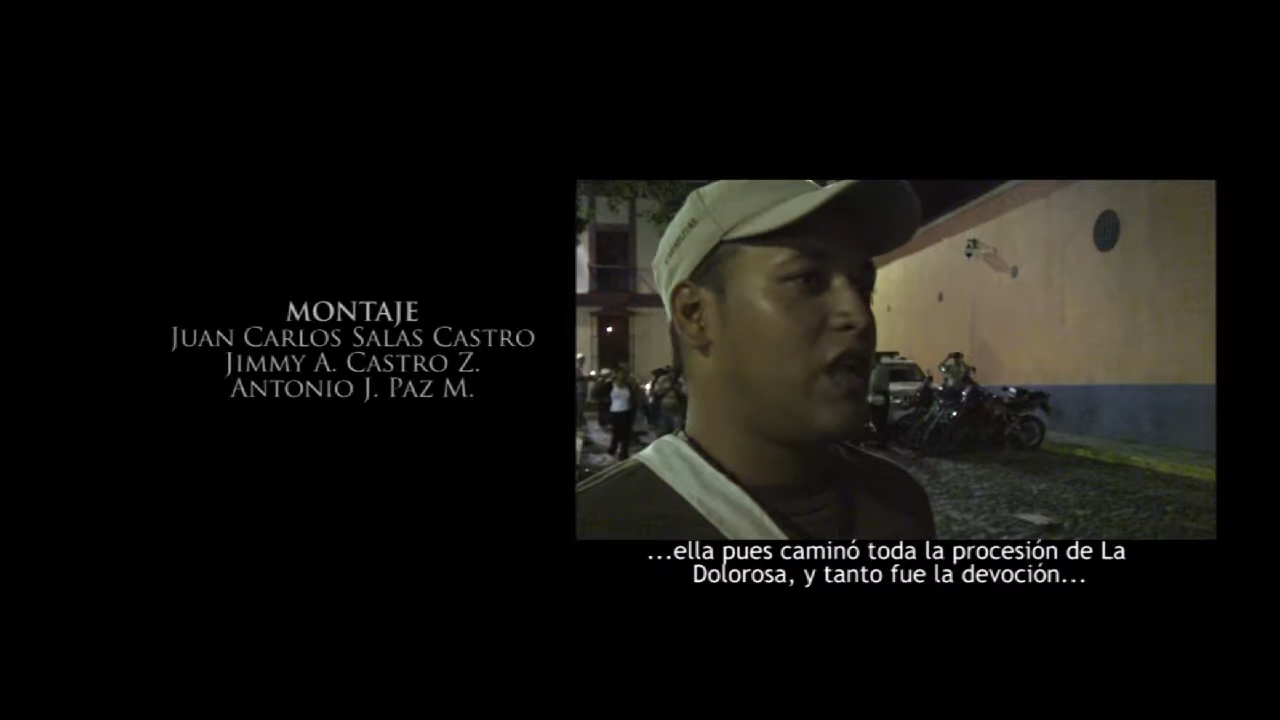 MONTAJE
JUAN CARLOS SALAS CASTRO
JIMMY A. CASTRO Z.
ANTONIO J. PAZ M.
...ella pues caminó toda la procesión de La
Dolorosa, y tanto fue la devoción...